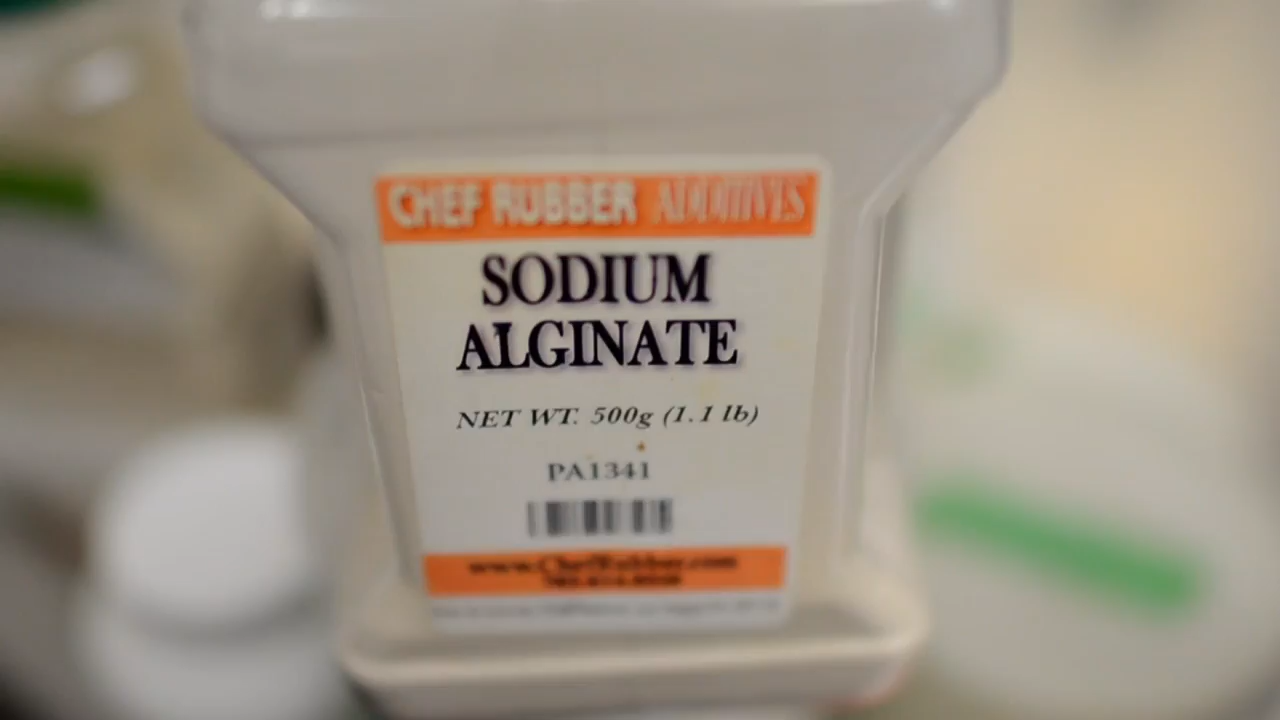 CHEF RUBBER ADDITIVES
SODIUM
ALGINATE
NET WT. 500g (1.1 lb)
PA1341
www.ChefRubber.com